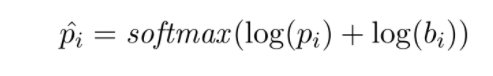 p̂ᵢ = softmax(log(pᵢ) + log(bᵢ))